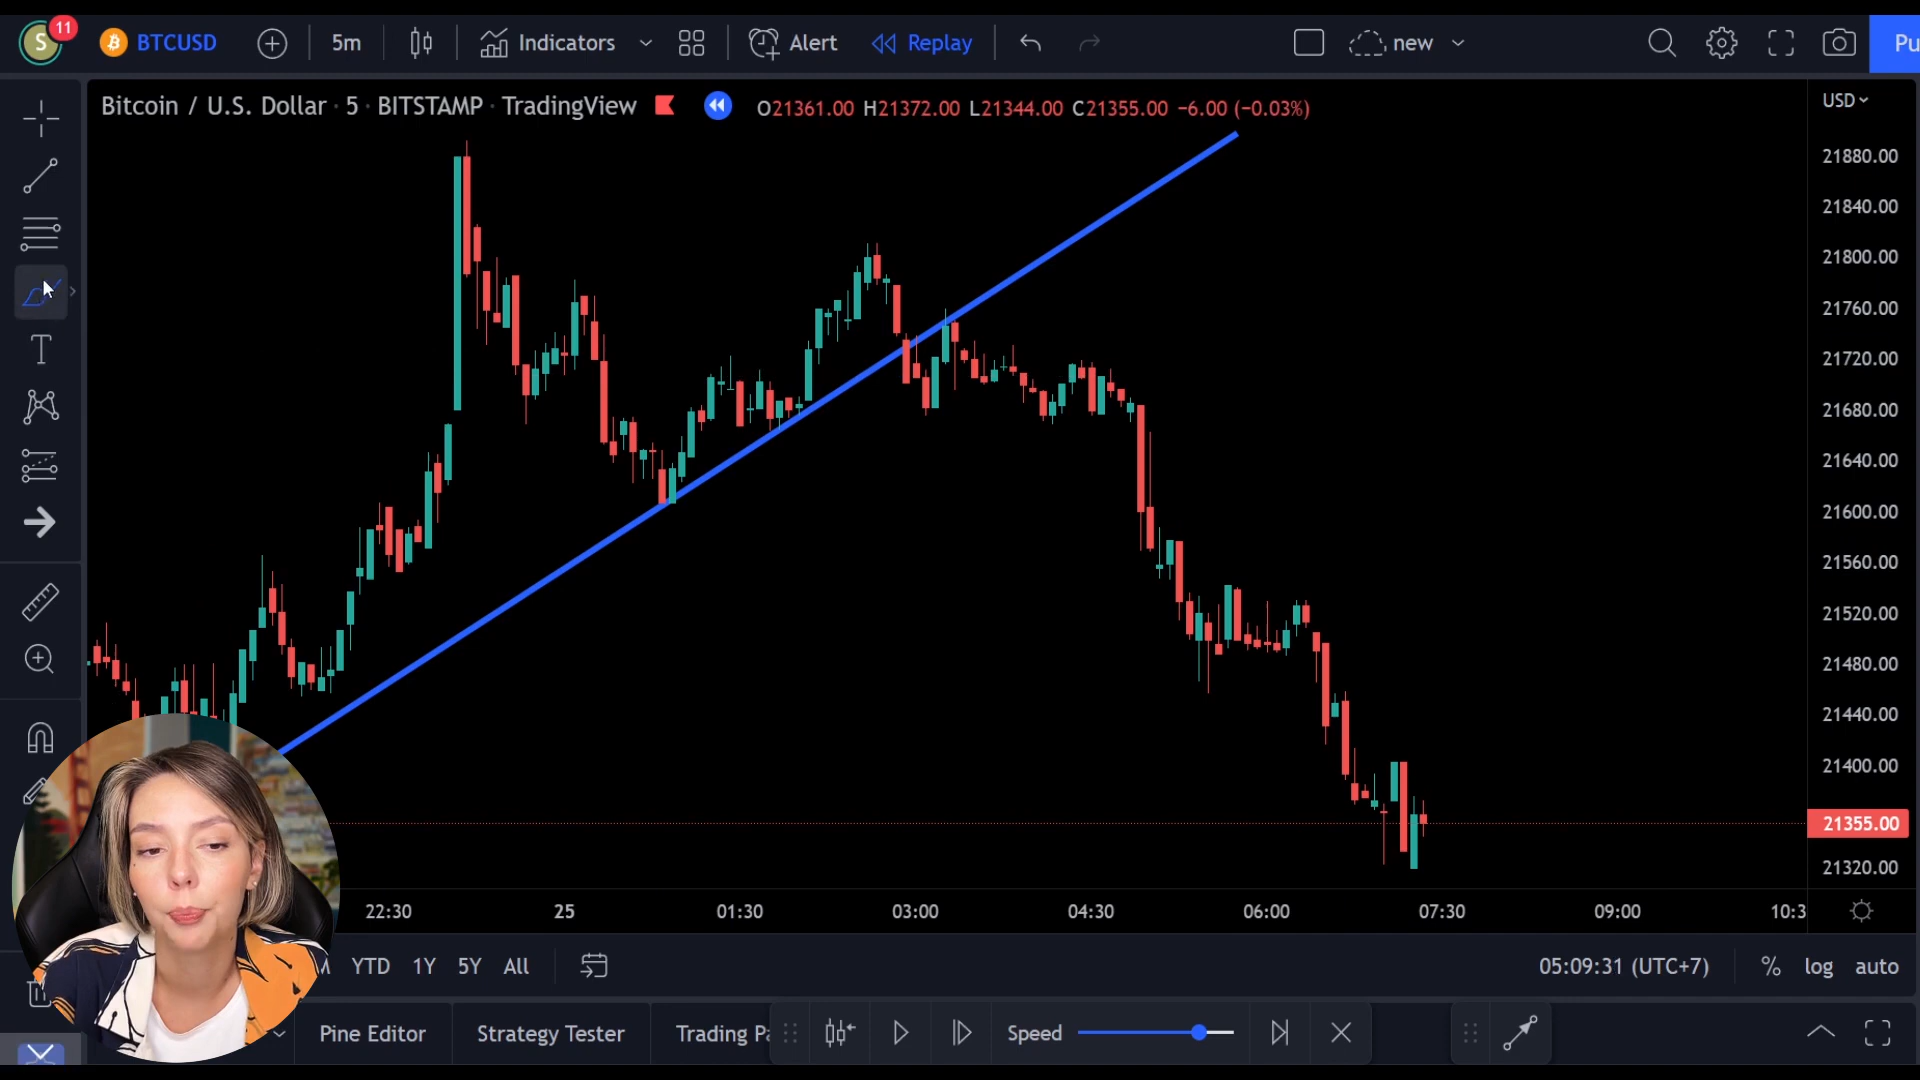 S 11 BTCUSD 5m Indicators Alert Replay new Pu
Bitcoin / U.S. Dollar · 5 · BITSTAMP · TradingView O21361.00 H21372.00 L21344.00 C21355.00 −6.00 (−0.03%)
USD
21880.00
21840.00
21800.00
21760.00
21720.00
21680.00
21640.00
21600.00
21560.00
21520.00
21480.00
21440.00
21400.00
21355.00
21320.00
22:30 25 01:30 03:00 04:30 06:00 07:30 09:00 10:3
YTD 1Y 5Y All 05:09:31 (UTC+7) % log auto
Pine Editor Strategy Tester Trading Pa Speed